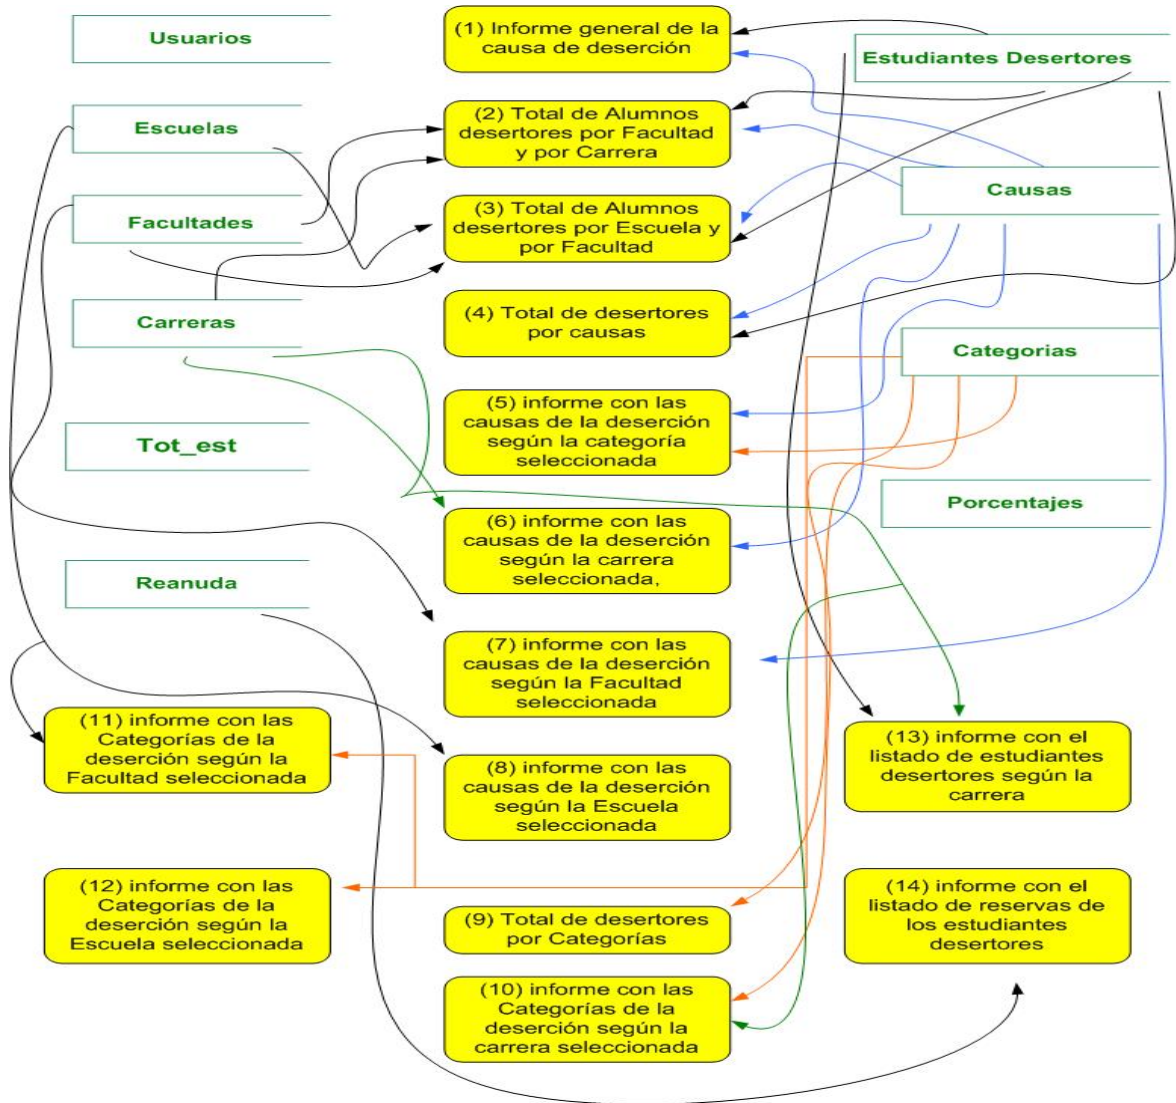 Usuarios
Escuelas
Facultades
Carreras
Tot_est
Reanuda
(1) Informe general de la
causa de deserción
(2) Total de Alumnos
desertores por Facultad
y por Carrera
(3) Total de Alumnos
desertores por Escuela y
por Facultad
(4) Total de desertores
por causas
(5) informe con las
causas de la deserción
según la categoría
seleccionada
(6) informe con las
causas de la deserción
según la carrera
seleccionada,
(7) informe con las
causas de la deserción
según la Facultad
seleccionada
(8) informe con las
causas de la deserción
según la Escuela
seleccionada
(9) Total de desertores
por Categorías
(10) informe con las
Categorías de la
deserción según la
carrera seleccionada
(11) informe con las
Categorías de la
deserción según la
Facultad seleccionada
(12) informe con las
Categorías de la
deserción según la
Escuela seleccionada
Estudiantes Desertores
Causas
Categorias
Porcentajes
(13) informe con el
listado de estudiantes
desertores según la
carrera
(14) informe con el
listado de reservas de
los estudiantes
desertores